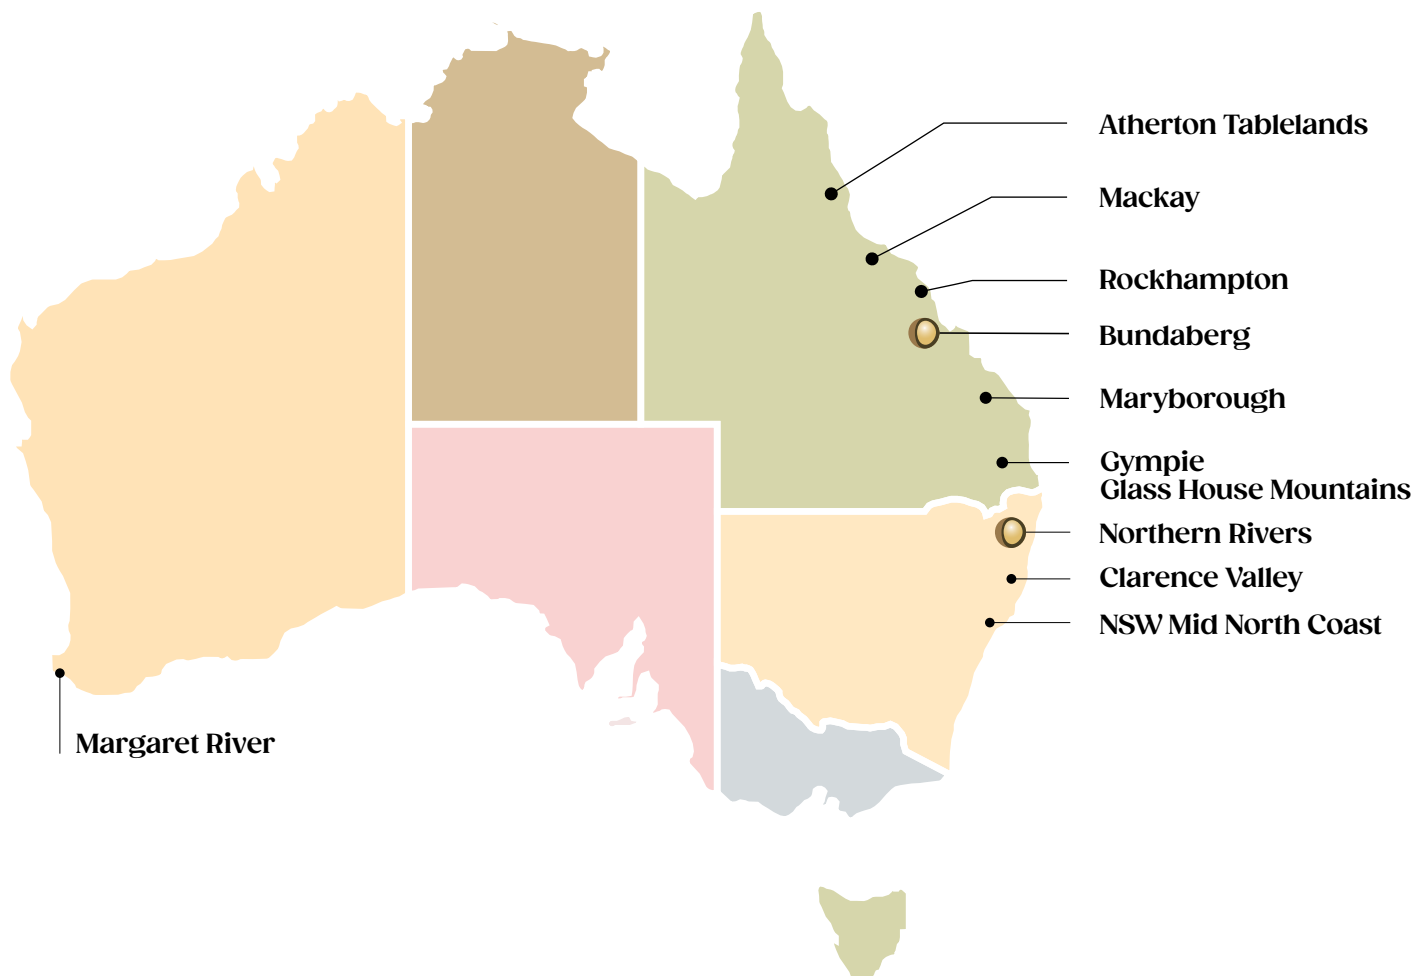 Atherton Tablelands
Mackay
Rockhampton
Bundaberg
Maryborough
Gympie
Glass House Mountains
Northern Rivers
Clarence Valley
NSW Mid North Coast
Margaret River